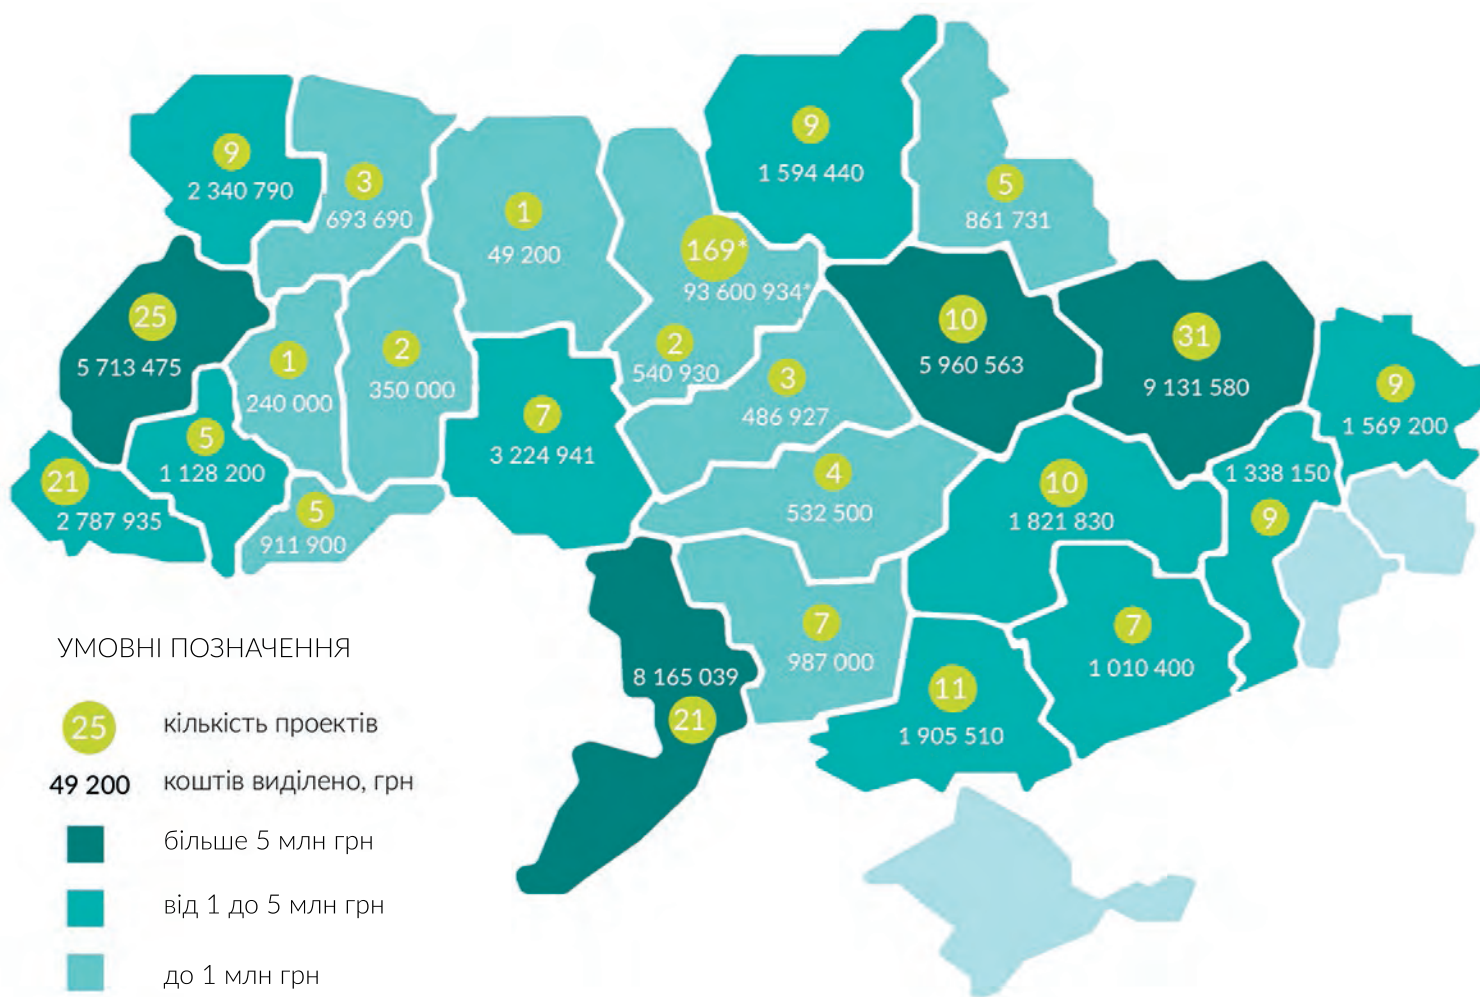 9
1 594 440
9
2 340 790
3
693 690
5
861 731
1
49 200
169*
93 600 934*
25
5 713 475
10
5 960 563
31
9 131 580
1
240 000
2
350 000
2
540 930
3
486 927
9
1 569 200
7
3 224 941
5
1 128 200
21
2 787 935
4
532 500
10
1 821 830
1 338 150
9
5
911 900
7
987 000
7
1 010 400
8 165 039
21
11
1 905 510
УМОВНІ ПОЗНАЧЕННЯ
25 кількість проектів
49 200 коштів виділено, грн
більше 5 млн грн
від 1 до 5 млн грн
до 1 млн грн